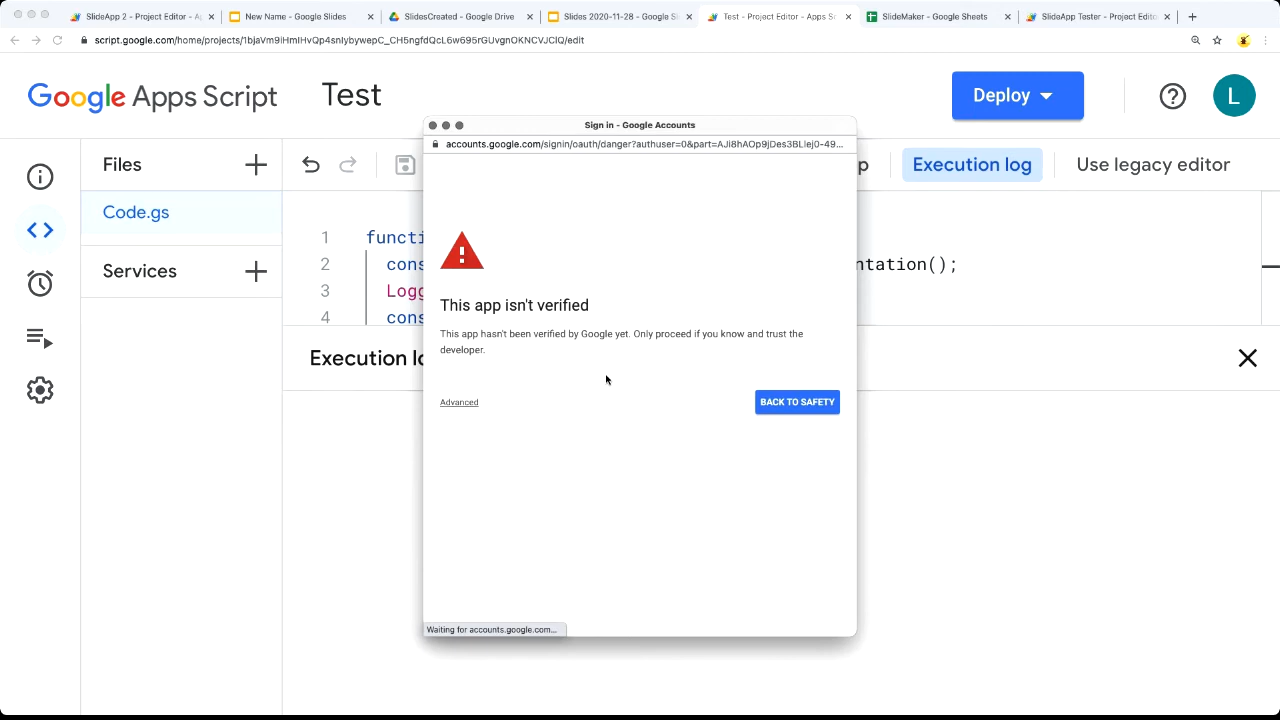 SlideApp 2 - Project Editor - A
New Name - Google Slides
SlidesCreated - Google Drive
Slides 2020-11-28 - Google Sl
Test - Project Editor - Apps Sc
SlideMaker - Google Sheets
SlideApp Tester - Project Edito
script.google.com/home/projects/
/edit
Google Apps Script
Test
Deploy
L
Files
Code.gs
Services
p
Execution log
Use legacy editor
1 functi
2 cons
ntation();
3 Logg
4 cons
Execution lo
Sign in - Google Accounts
accounts.google.com/signin/oauth/danger?authuser=0&part=
This app isn't verified
This app hasn't been verified by Google yet. Only proceed if you know and trust the
developer.
Advanced
BACK TO SAFETY
Waiting for accounts.google.com...